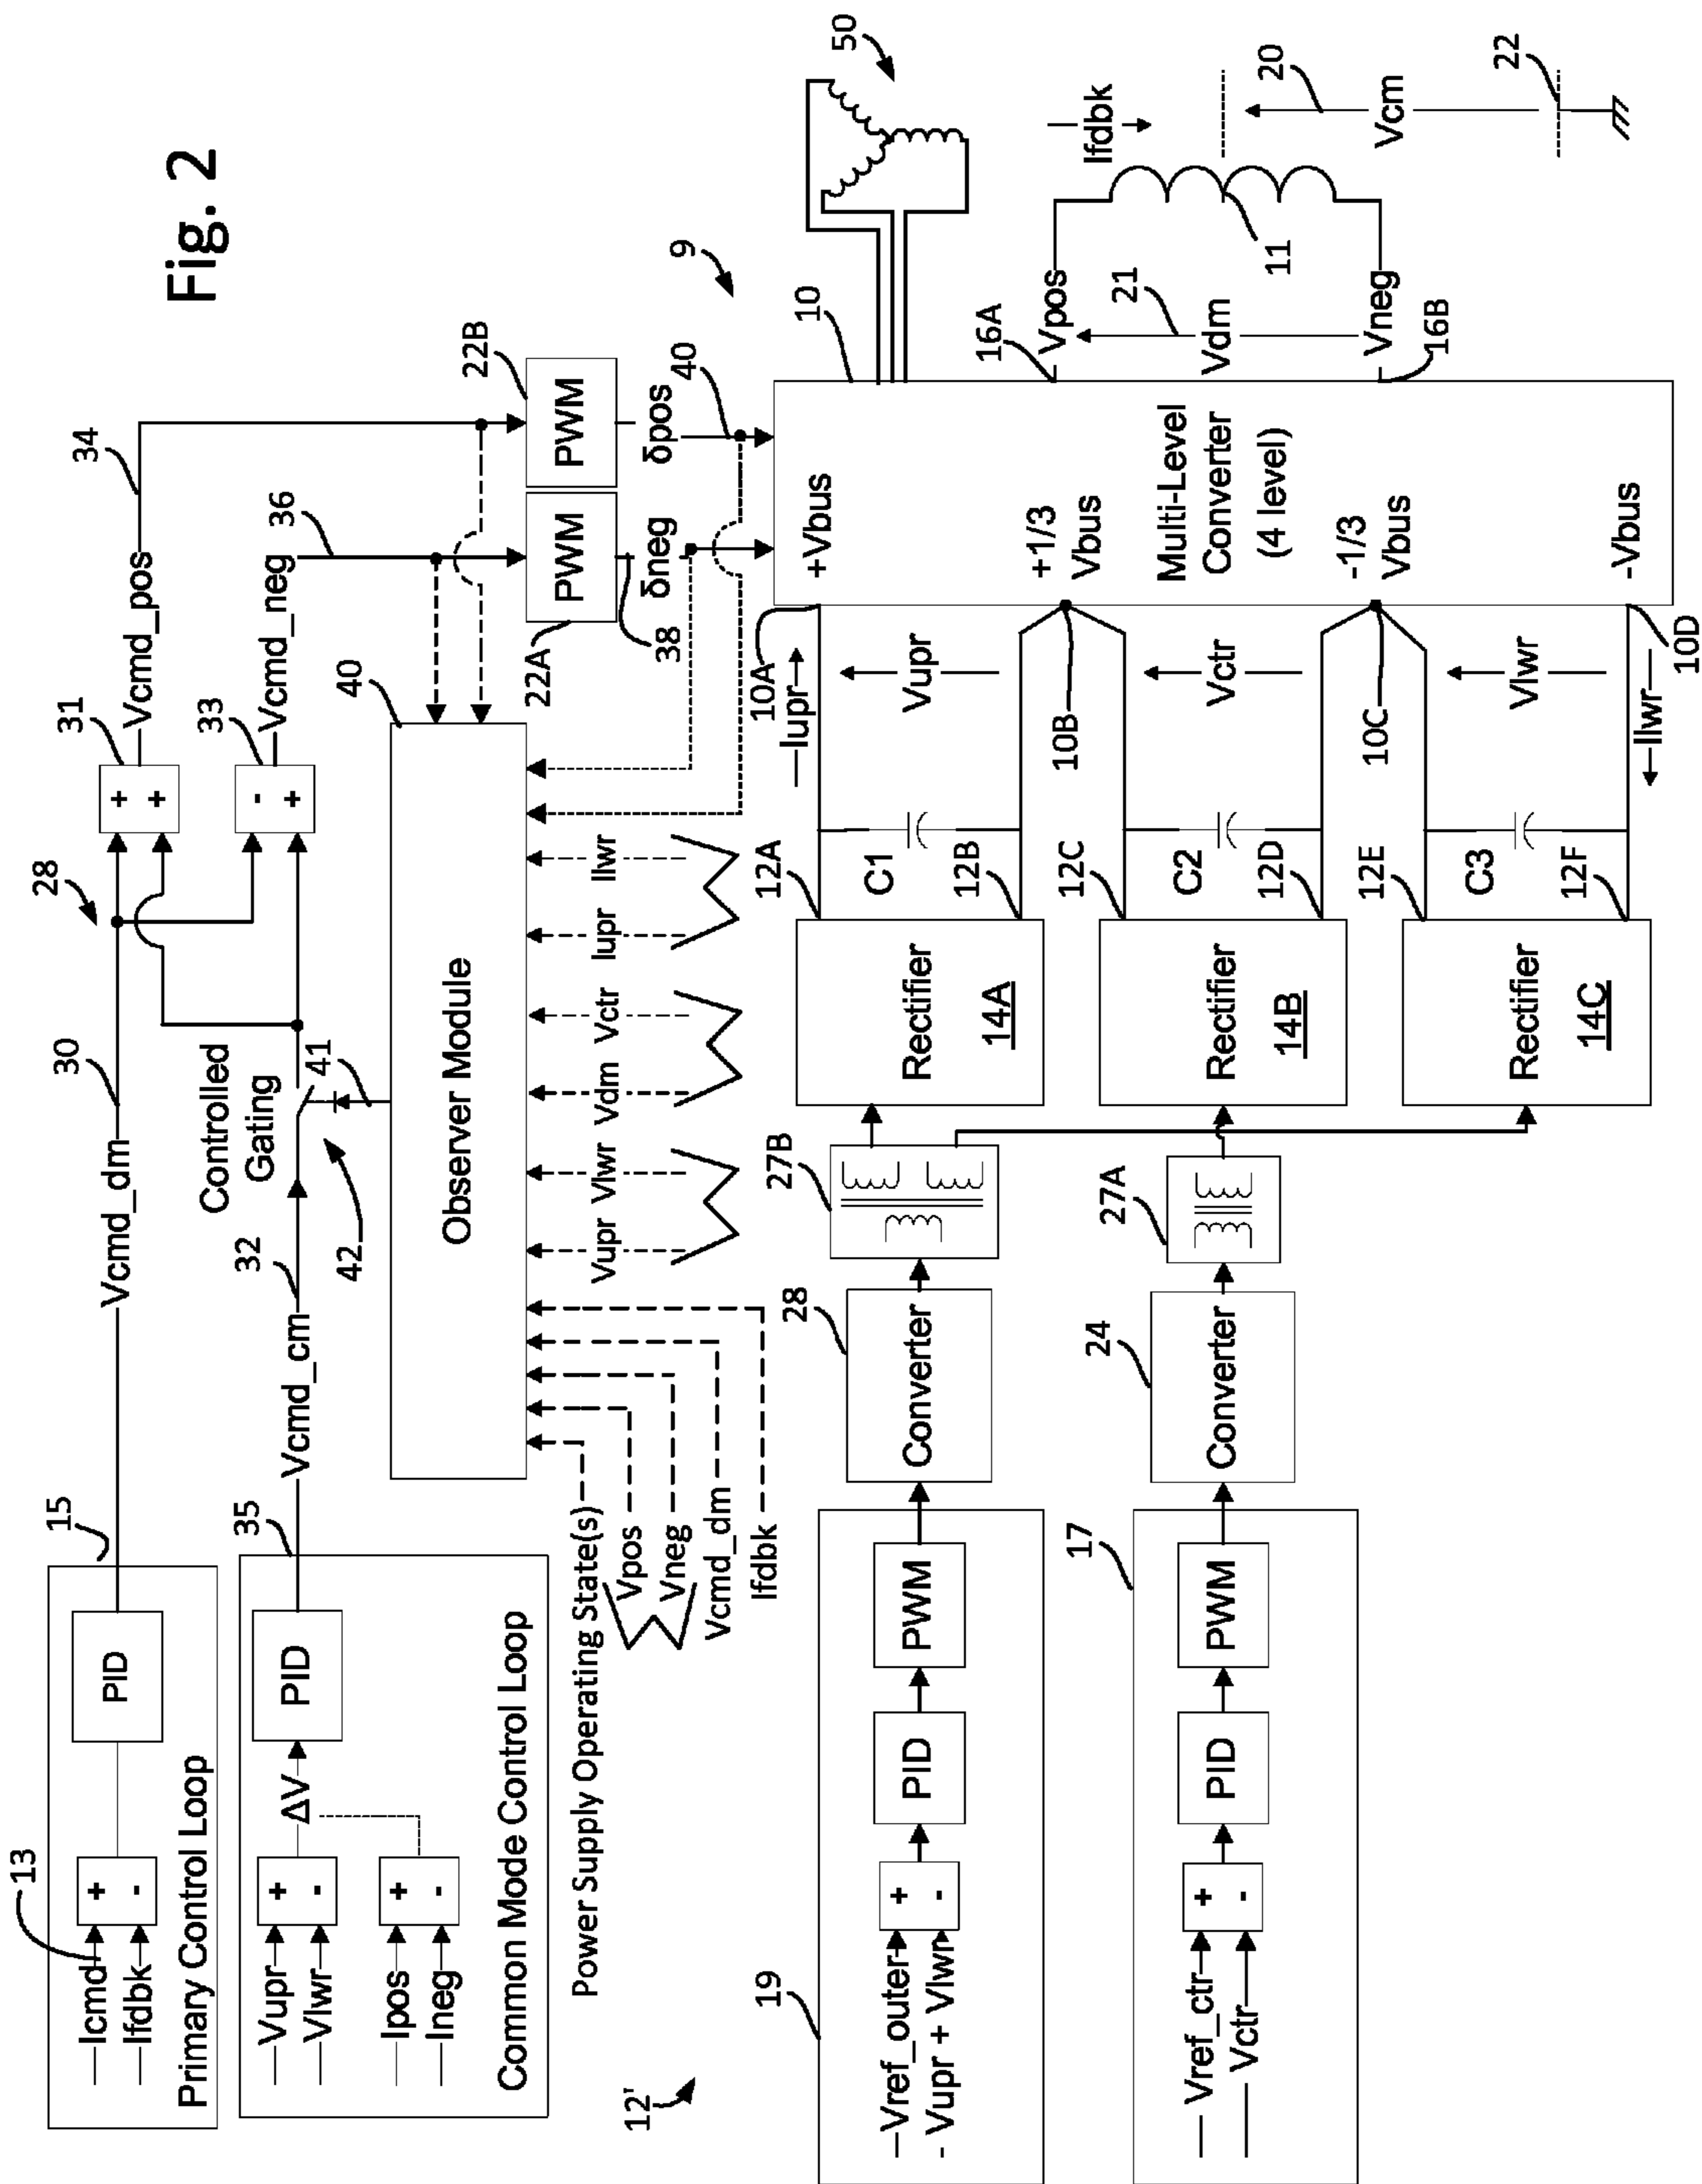 Fig. 2
13
Icmd
Ifdbk
+
-
PID
Primary Control Loop
15
Vcmd_dm
30
28
+
+
31
Vcmd_pos
34
Vupr
Vlwr
+
-
ΔV
PID
Ipos
Ineg
+
-
Common Mode Control Loop
35
Vcmd_cm
32
Controlled
Gating
42
41
-
+
33
Vcmd_neg
36
Observer Module
40
Power Supply Operating State(s)
Vpos
Vneg
Vcmd_dm
Ifdbk
Vupr
Vlwr
Vdm
Vctr
Iupr
Ilwr
22A
PWM
22B
PWM
38
δneg
δpos
40
12'
19
Vref_outer
- Vupr + Vlwr
+
-
PID
PWM
28
Converter
27B
Rectifier
14A
12A
C1
12B
17
Vref_ctr
Vctr
+
-
PID
PWM
24
Converter
27A
Rectifier
14B
12C
C2
12D
Rectifier
14C
12E
C3
12F
Iupr
10A
Vupr
10B
Vctr
10C
Vlwr
Ilwr
10D
+Vbus
+1/3
Vbus
Multi-Level
Converter
(4 level)
-1/3
Vbus
-Vbus
10
9
50
16A
Vpos
Vdm
21
Vneg
16B
11
Ifdbk
20
Vcm
22